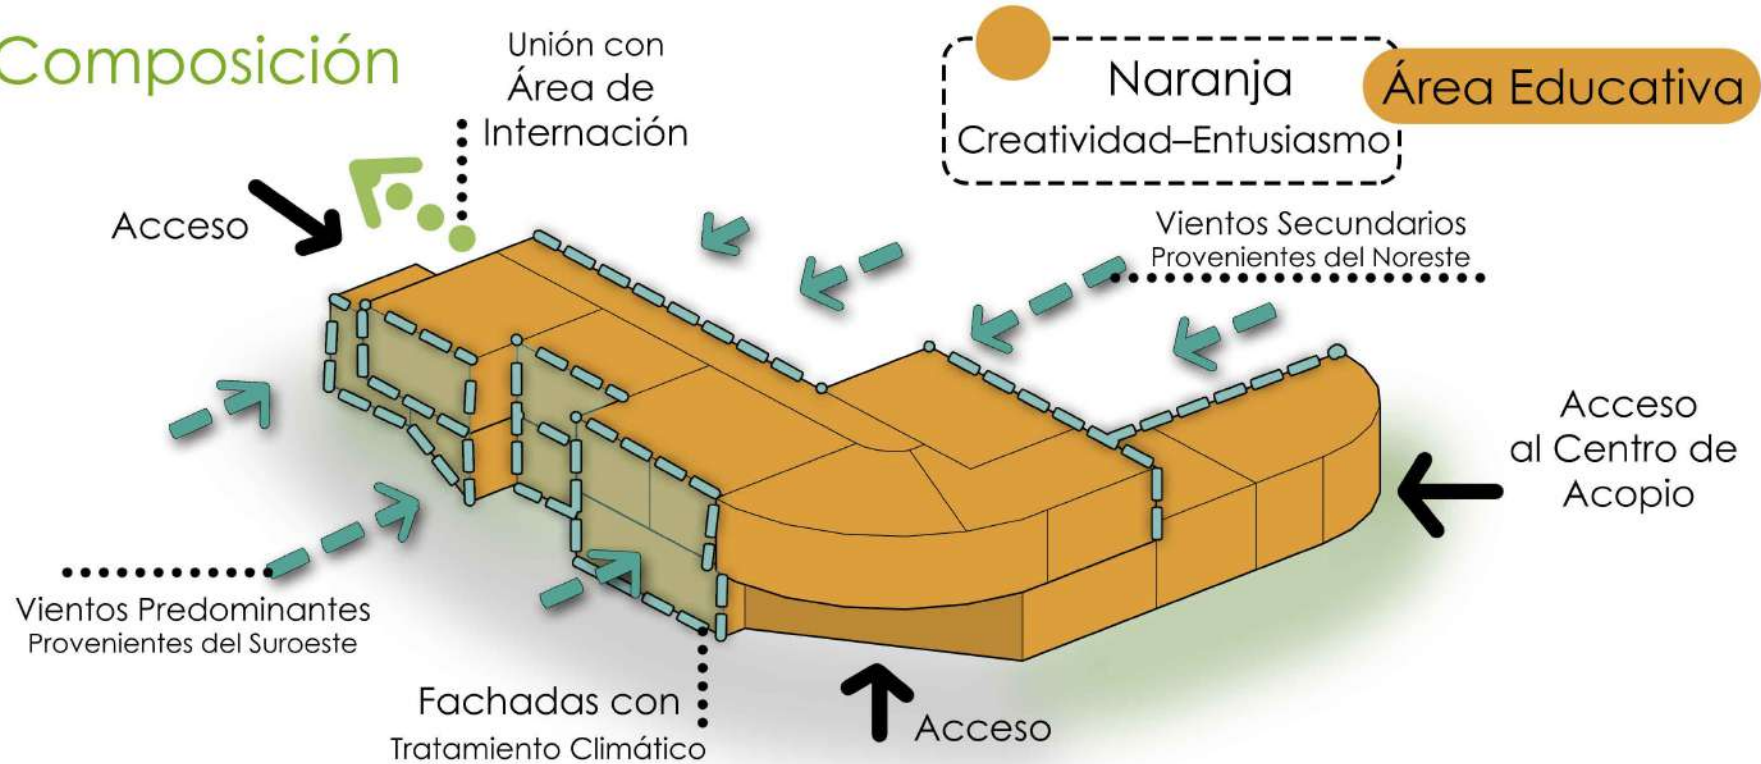 Composición
Unión con
Área de
Internación
Naranja
Creatividad–Entusiasmo
Área Educativa
Acceso
Vientos Secundarios
Provenientes del Noreste
Acceso
al Centro de
Acopio
Vientos Predominantes
Provenientes del Suroeste
Fachadas con
Tratamiento Climático
Acceso